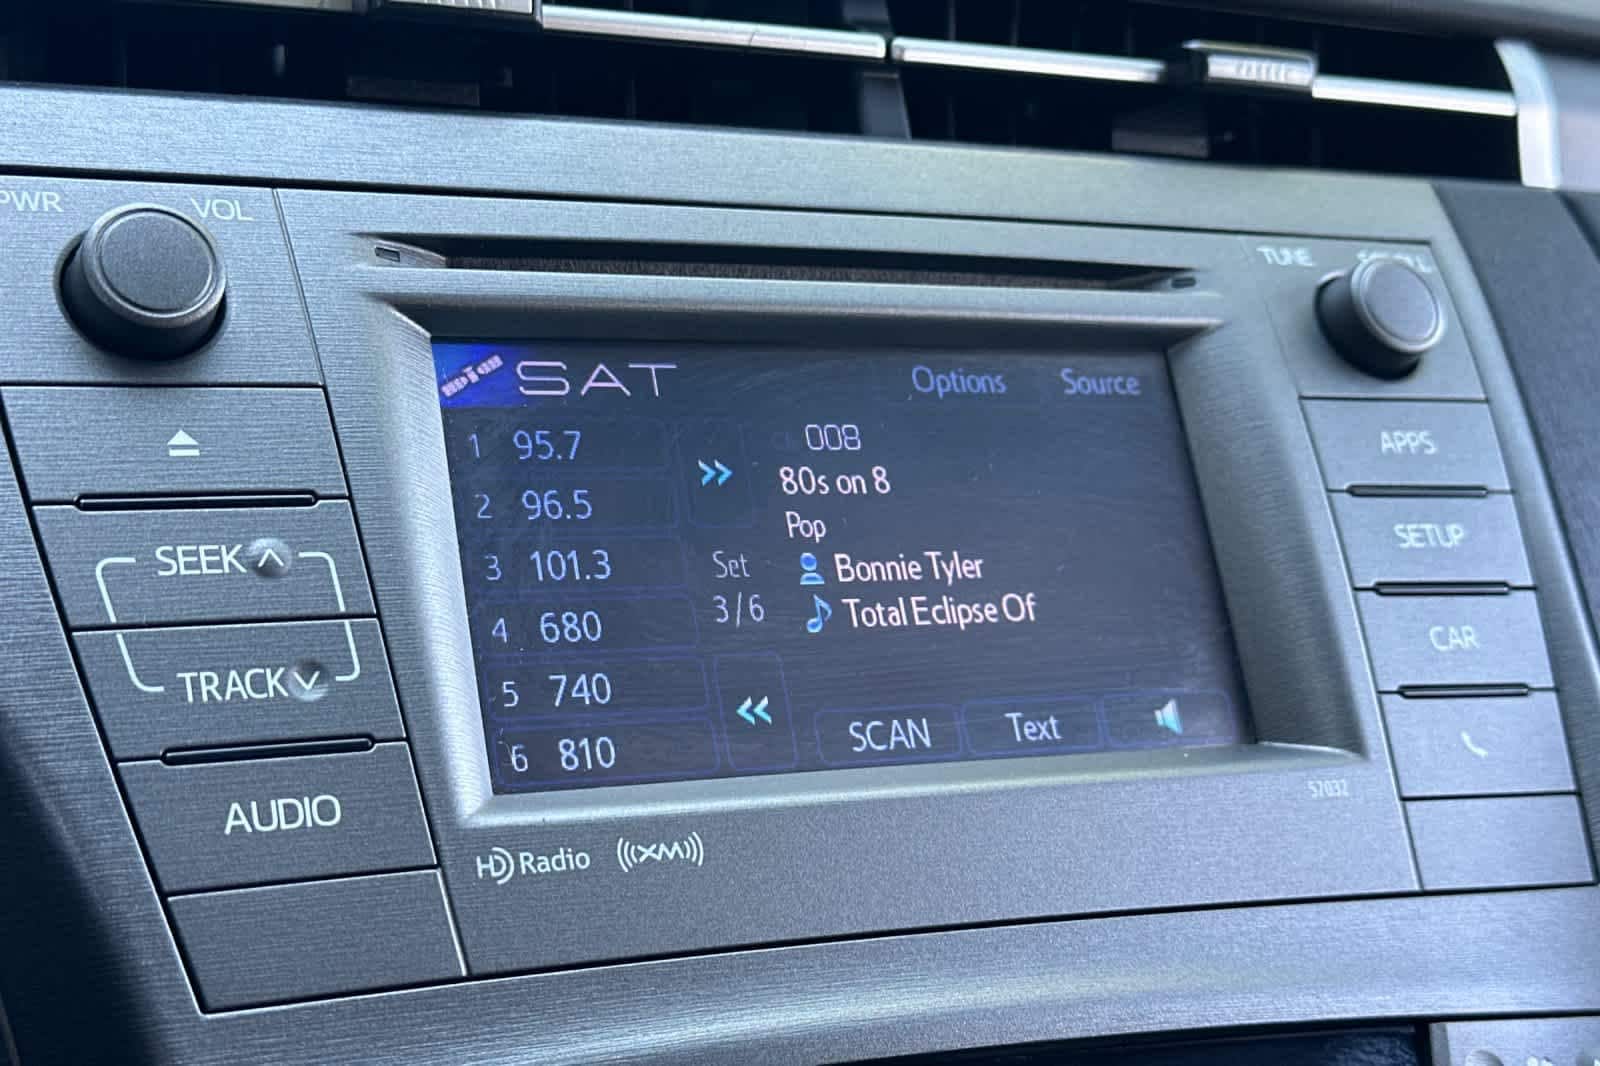 PWR VOL
TUNE SCROLL
SAT
Options Source
1 95.7
2 96.5
3 101.3
4 680
5 740
6 810
Set
3/6
008
80s on 8
Pop
Bonnie Tyler
Total Eclipse Of
SCAN Text
SEEK
TRACK
AUDIO
APPS
SETUP
CAR
57032
HD Radio ((XM))